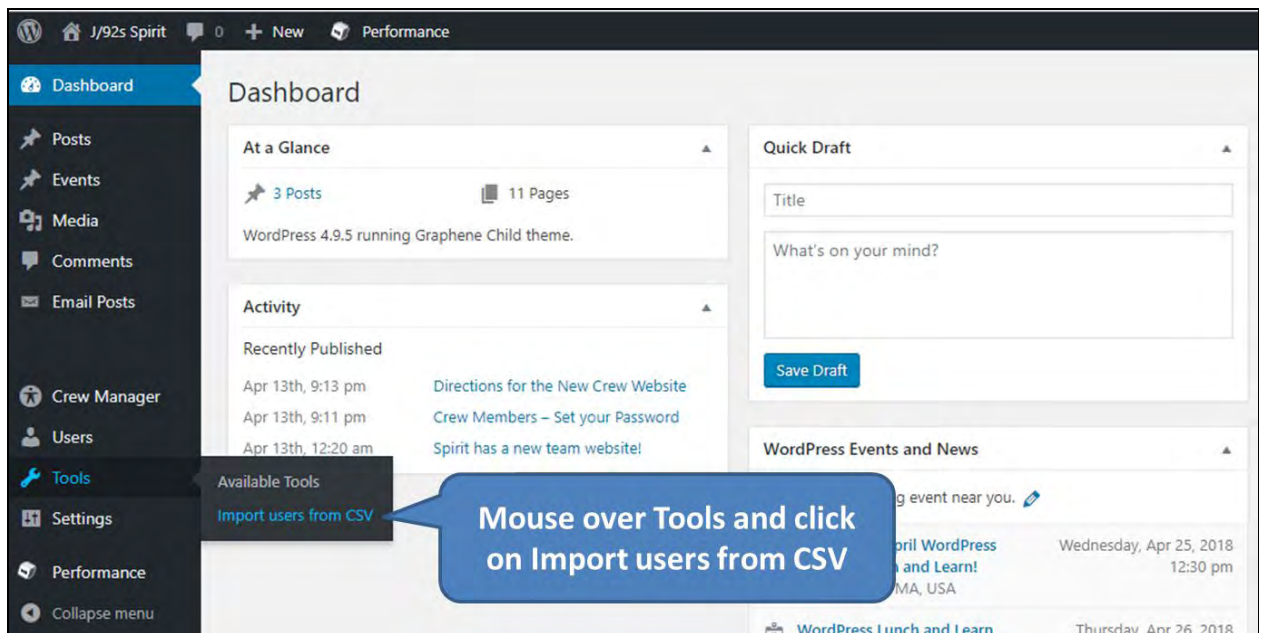 J/92s Spirit 0 + New Performance
Dashboard
Posts
Events
Media
Comments
Email Posts
Crew Manager
Users
Tools
Settings
Performance
Collapse menu
Available Tools
Import users from CSV
Dashboard
At a Glance
3 Posts 11 Pages
WordPress 4.9.5 running Graphene Child theme.
Activity
Recently Published
Apr 13th, 9:13 pm Directions for the New Crew Website
Apr 13th, 9:11 pm Crew Members – Set your Password
Apr 13th, 12:20 am Spirit has a new team website!
Mouse over Tools and click
on Import users from CSV
Quick Draft
Title
What's on your mind?
Save Draft
WordPress Events and News
event near you.
WordPress Wednesday, Apr 25, 2018
and Learn! 12:30 pm
MA, USA
WordPress Lunch and Learn Thursday, Apr 26, 2018